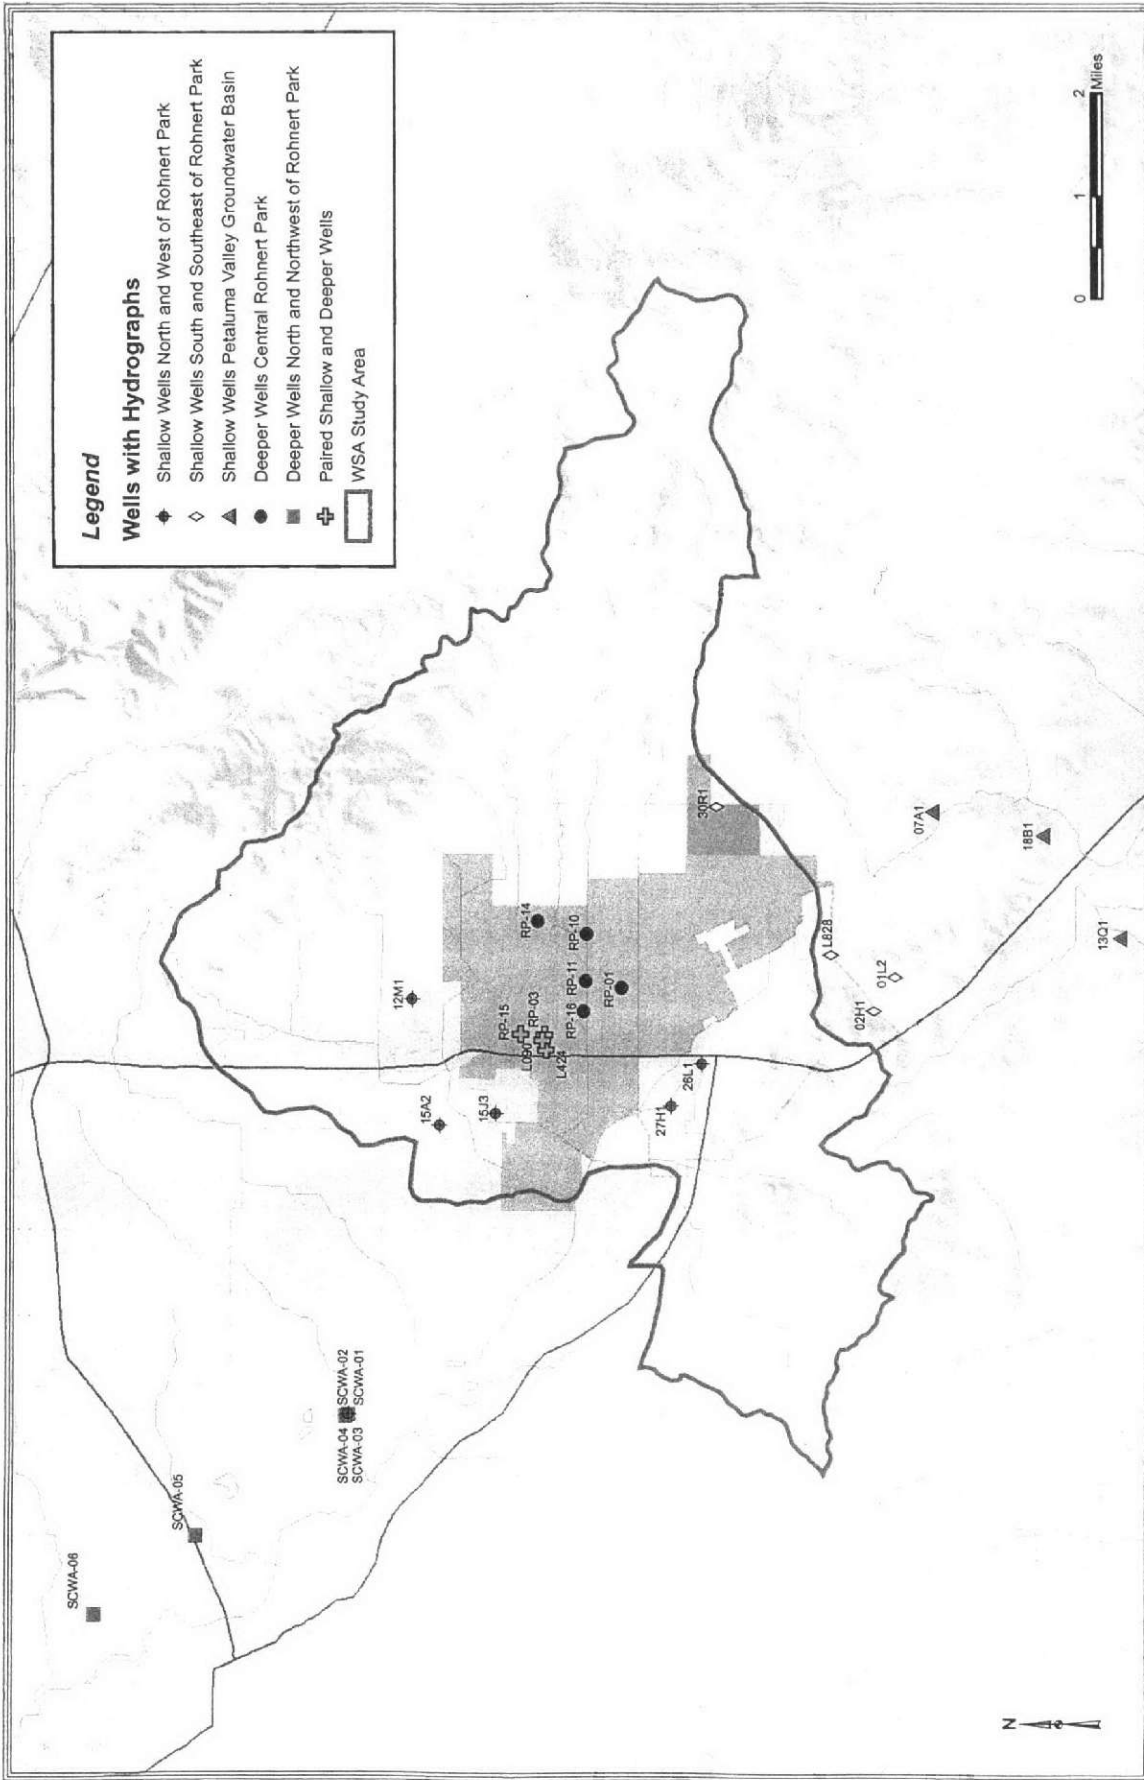 Legend
Wells with Hydrographs
Shallow Wells North and West of Rohnert Park
Shallow Wells South and Southeast of Rohnert Park
Shallow Wells Petaluma Valley Groundwater Basin
Deeper Wells Central Rohnert Park
Deeper Wells North and Northwest of Rohnert Park
Paired Shallow and Deeper Wells
WSA Study Area
SCWA-06
SCWA-05
SCWA-04
SCWA-02
SCWA-03
SCWA-01
12M1
15A2
15J3
RP-15
L090
RP-03
L424
RP-14
RP-10
RP-11
RP-16
RP-01
27H1
26L1
30R1
L828
01L2
02H1
07A1
18B1
13Q1
N
0 1 2
Miles